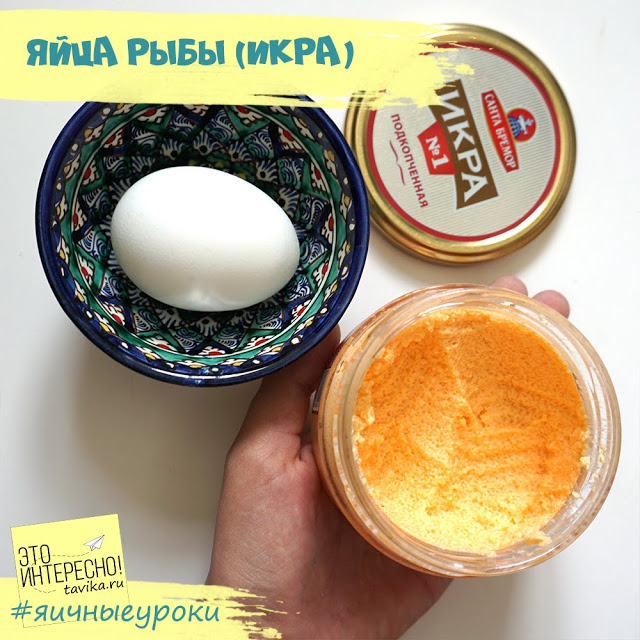 ЯЙЦА РЫБЫ (ИКРА)
САНТА БРЕМОР
ИКРА
№1
ПОДКОПЧЕННАЯ
ЭТО
ИНТЕРЕСНО!
tavika.ru
#яичныеуроки